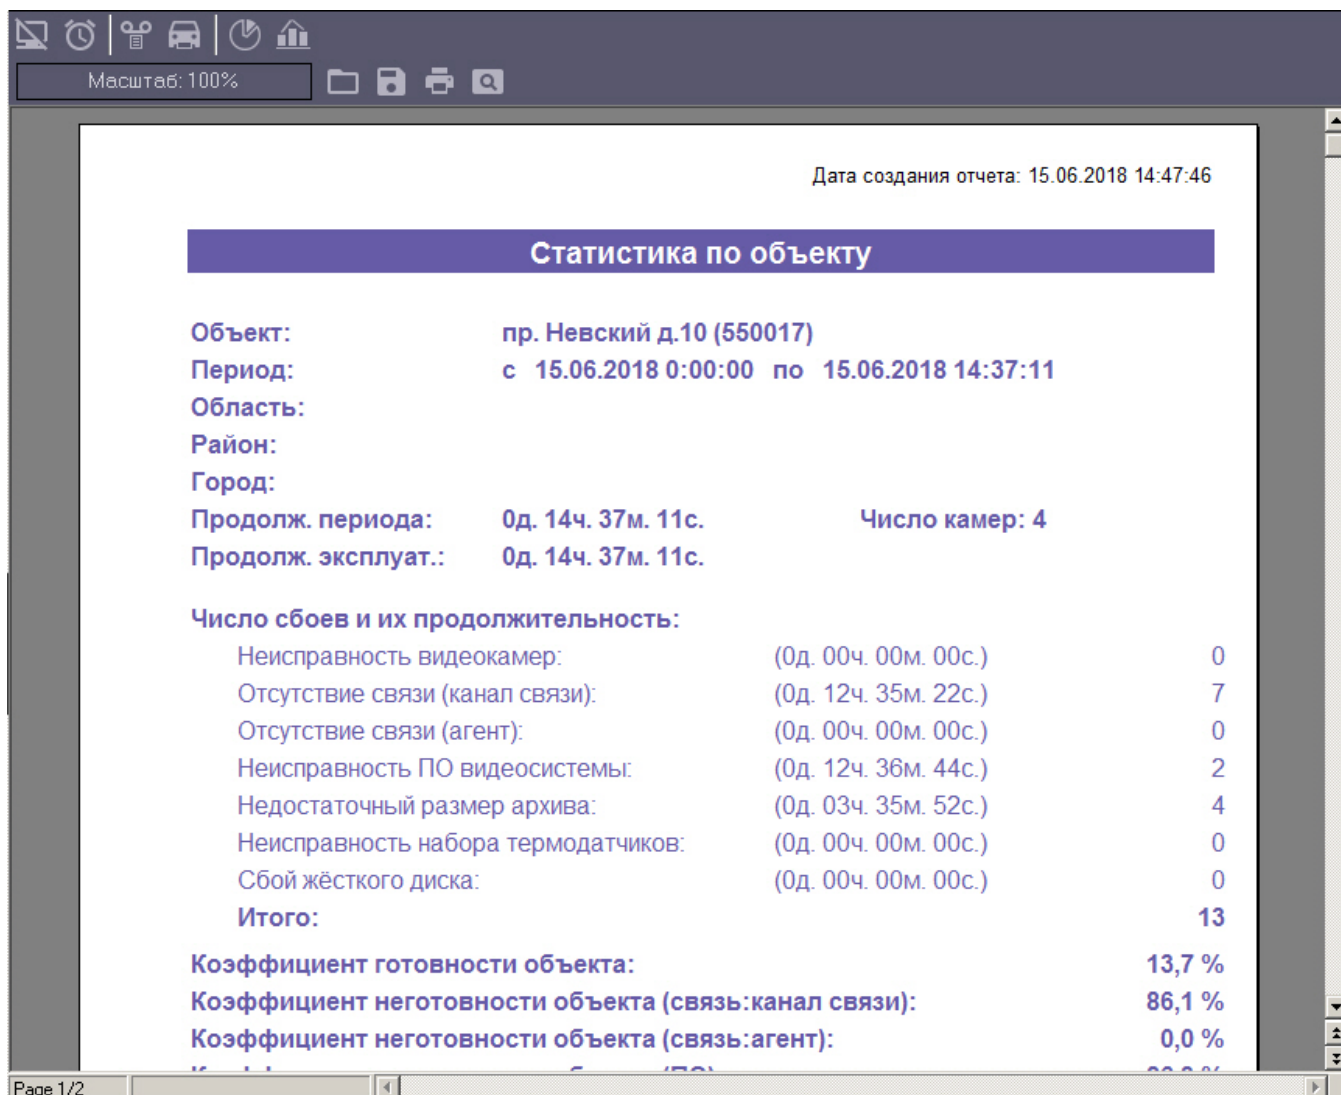 Масштаб: 100%
Дата создания отчета: 15.06.2018 14:47:46
Статистика по объекту
Объект: пр. Невский д.10 (550017)
Период: с 15.06.2018 0:00:00 по 15.06.2018 14:37:11
Область:
Район:
Город:
Продолж. периода: 0д. 14ч. 37м. 11с. Число камер: 4
Продолж. эксплуат.: 0д. 14ч. 37м. 11с.
Число сбоев и их продолжительность:
Неисправность видеокамер: (0д. 00ч. 00м. 00с.) 0
Отсутствие связи (канал связи): (0д. 12ч. 35м. 22с.) 7
Отсутствие связи (агент): (0д. 00ч. 00м. 00с.) 0
Неисправность ПО видеосистемы: (0д. 12ч. 36м. 44с.) 2
Недостаточный размер архива: (0д. 03ч. 35м. 52с.) 4
Неисправность набора термодатчиков: (0д. 00ч. 00м. 00с.) 0
Сбой жёсткого диска: (0д. 00ч. 00м. 00с.) 0
Итого: 13
Коэффициент готовности объекта: 13,7 %
Коэффициент неготовности объекта (связь:канал связи): 86,1 %
Коэффициент неготовности объекта (связь:агент): 0,0 %
Page 1/2